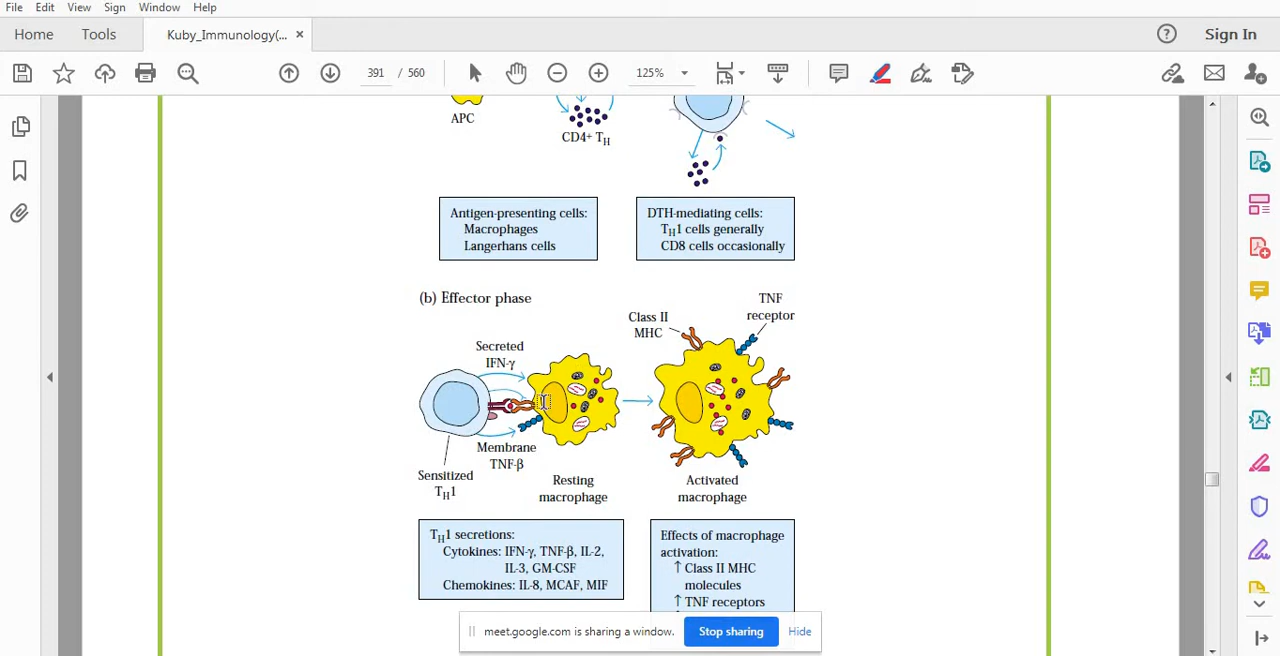 File Edit View Sign Window Help
Home Tools Kuby_Immunology(... × Sign In
391 / 560 125%
APC
CD4+ TH
Antigen-presenting cells:
Macrophages
Langerhans cells
DTH-mediating cells:
TH1 cells generally
CD8 cells occasionally
(b) Effector phase
TNF
receptor
Class II
MHC
Secreted
IFN-γ
Membrane
TNF-β
Sensitized
TH1
Resting
macrophage
Activated
macrophage
TH1 secretions:
Cytokines: IFN-γ, TNF-β, IL-2,
IL-3, GM-CSF
Chemokines: IL-8, MCAF, MIF
Effects of macrophage
activation:
↑ Class II MHC
molecules
↑ TNF receptors
meet.google.com is sharing a window. Stop sharing Hide